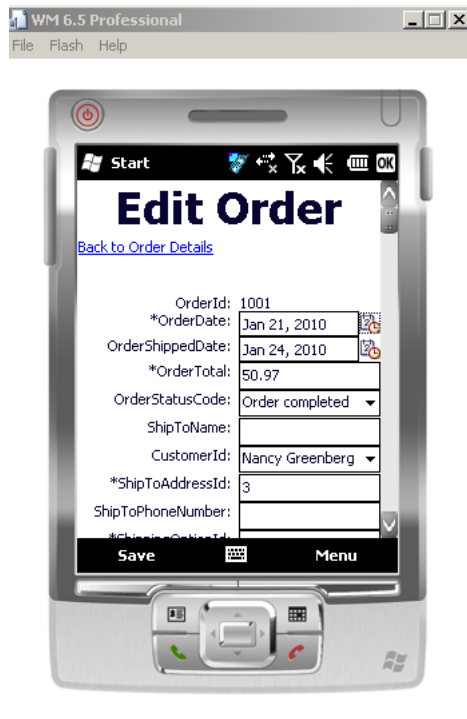 WM 6.5 Professional
File Flash Help
Start OK
Edit Order
Back to Order Details
OrderId: 1001
*OrderDate: Jan 21, 2010
OrderShippedDate: Jan 24, 2010
*OrderTotal: 50.97
OrderStatusCode: Order completed
ShipToName:
CustomerId: Nancy Greenberg
*ShipToAddressId: 3
ShipToPhoneNumber:
*ShippingOptionId:
Save Menu